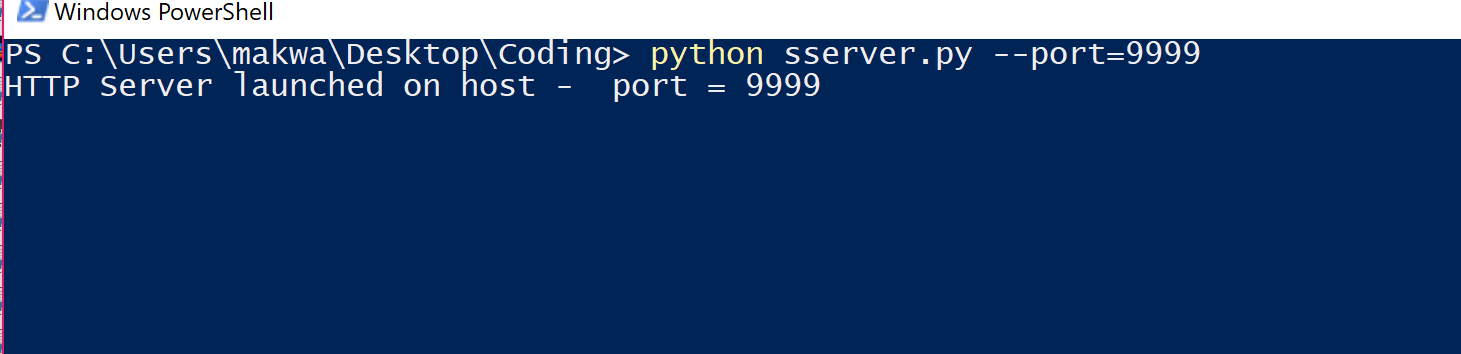 Windows PowerShell
PS C:\Users\makwa\Desktop\Coding> python sserver.py --port=9999
HTTP Server launched on host -  port = 9999